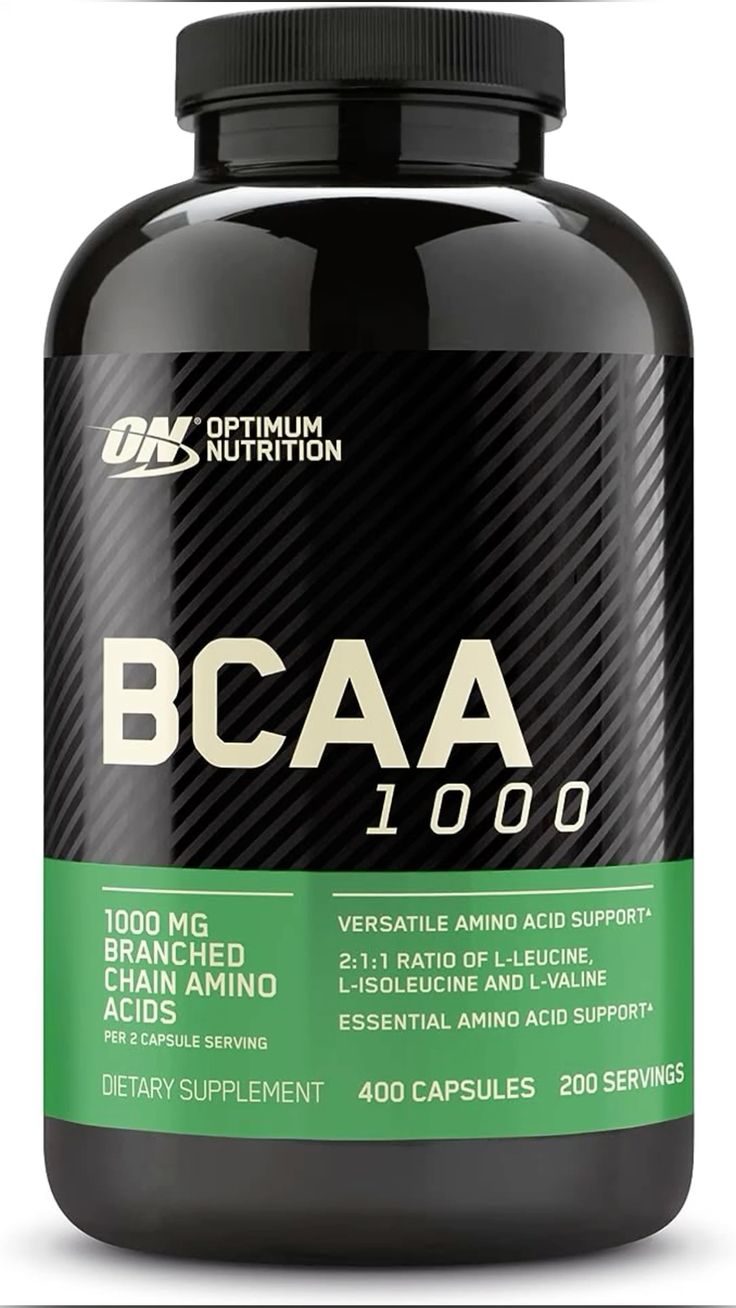 ON® OPTIMUM
NUTRITION
BCAA
1000
1000 MG
BRANCHED
CHAIN AMINO
ACIDS
PER 2 CAPSULE SERVING
VERSATILE AMINO ACID SUPPORT▲
2:1:1 RATIO OF L-LEUCINE,
L-ISOLEUCINE AND L-VALINE
ESSENTIAL AMINO ACID SUPPORT▲
DIETARY SUPPLEMENT 400 CAPSULES 200 SERVINGS